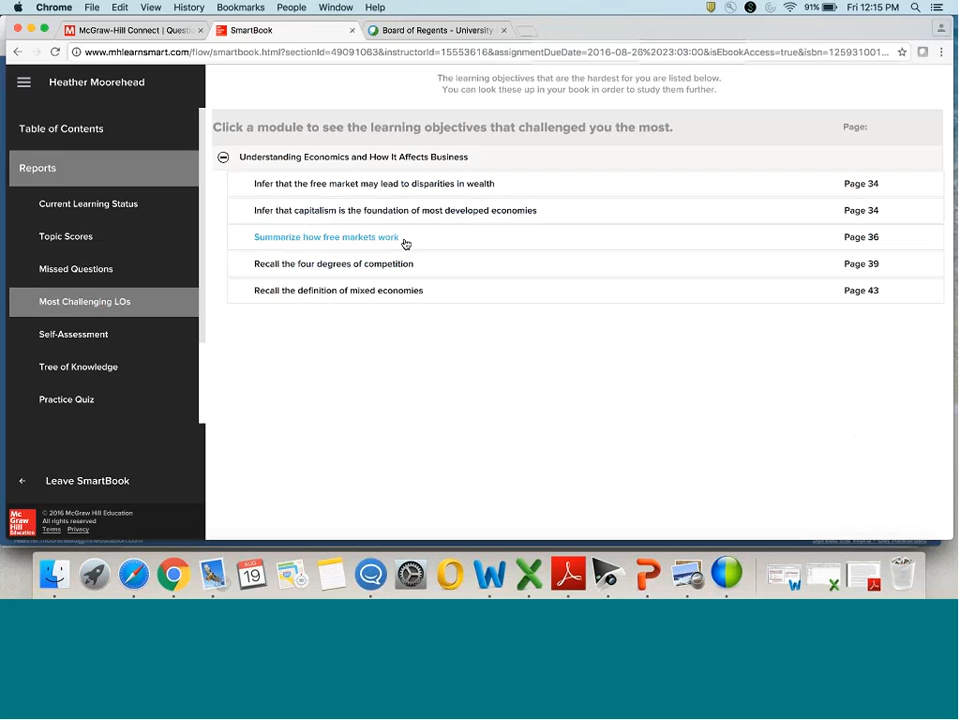 Chrome File Edit View History Bookmarks People Window Help 91% Fri 12:15 PM
McGraw-Hill Connect | Questio
SmartBook
Board of Regents - University
www.mhlearnsmart.com/flow/smartbook.html?sectionId=49091063&instructorId=15553616&assignmentDueDate=2016-08-26%2023:03:00&isEbookAccess=true&isbn=125931001...
Heather Moorehead
Table of Contents
Reports
Current Learning Status
Topic Scores
Missed Questions
Most Challenging LOs
Self-Assessment
Tree of Knowledge
Practice Quiz
Leave SmartBook
Mc
Graw
Hill
Education
© 2016 McGraw Hill Education
All rights reserved
Terms Privacy
The learning objectives that are the hardest for you are listed below.
You can look these up in your book in order to study them further.
Click a module to see the learning objectives that challenged you the most. Page:
Understanding Economics and How It Affects Business
Infer that the free market may lead to disparities in wealth Page 34
Infer that capitalism is the foundation of most developed economies Page 34
Summarize how free markets work Page 36
Recall the four degrees of competition Page 39
Recall the definition of mixed economies Page 43
AUG
19